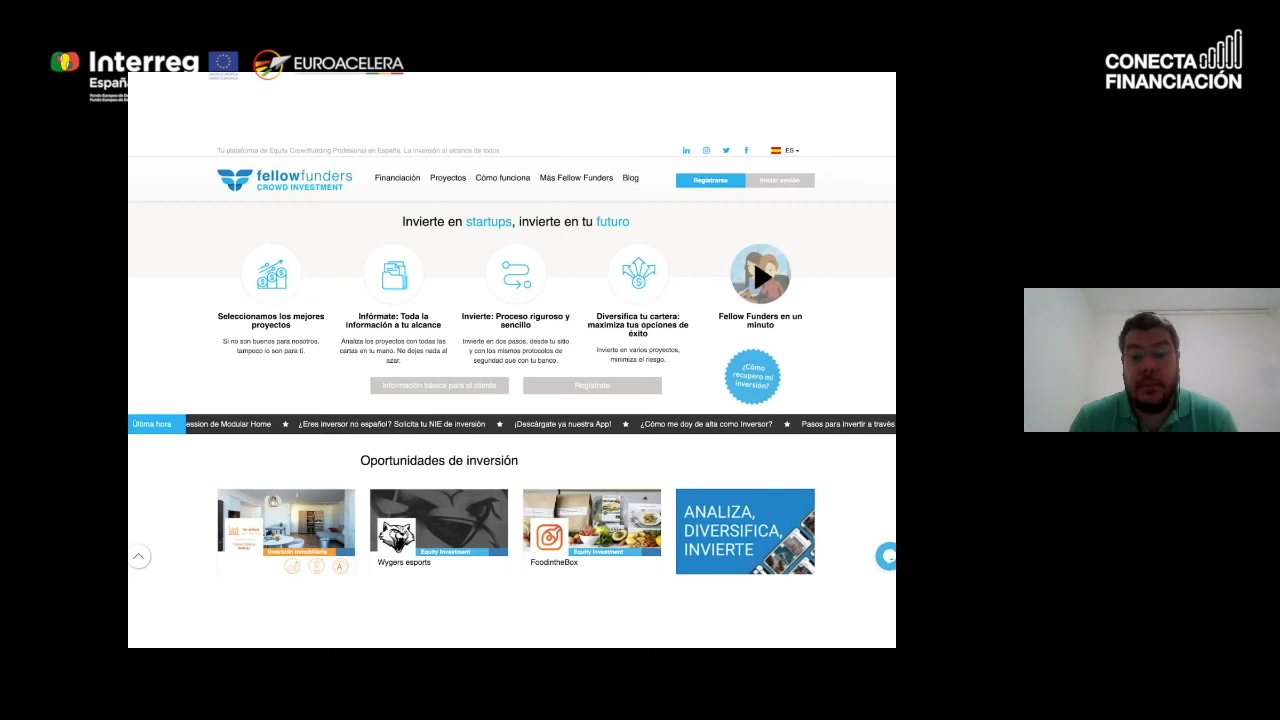 Interreg
España
EUROACELERA
CONECTA
FINANCIACIÓN
Tu plataforma de Equity Crowdfunding Profesional en España. La inversión al alcance de todos
ES
fellowfunders
CROWD INVESTMENT
Financiación Proyectos Cómo funciona Más Fellow Funders Blog
Registrarse Iniciar sesión
Invierte en startups, invierte en tu futuro
Seleccionamos los mejores
proyectos
Si no son buenos para nosotros,
tampoco lo son para tí.
Infórmate: Toda la
información a tu alcance
Analiza los proyectos con todas las
cartas en tu mano. No dejes nada al
azar.
Invierte: Proceso riguroso y
sencillo
Invierte en dos pasos, desde tu sitio
y con los mismos protocolos de
seguridad que con tu banco.
Diversifica tu cartera:
maximiza tus opciones de
éxito
Invierte en varios proyectos,
minimiza el riesgo.
Fellow Funders en un
minuto
¿Cómo
recupero mi
inversión?
Información básica para el cliente
Regístrate
Última hora
ession de Modular Home ★ ¿Eres inversor no español? Solicita tu NIE de inversión ★ ¡Descárgate ya nuestra App! ★ ¿Cómo me doy de alta como Inversor? ★ Pasos para invertir a través
Oportunidades de inversión
Inversión inmobiliaria
Equity Investment
Wygers esports
Equity Investment
FoodintheBox
ANALIZA,
DIVERSIFICA,
INVIERTE